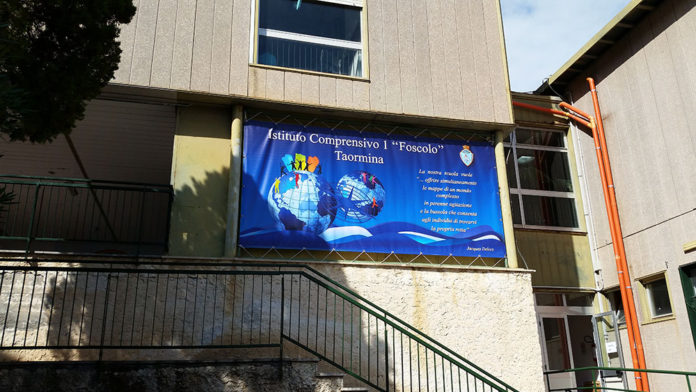 Istituto Comprensivo 1 “Foscolo”
Taormina
La nostra scuola vuole
“... offrire simultaneamente
le mappe di un mondo
complesso
in perenne agitazione
e la bussola che consenta
agli individui di trovarvi
la propria rotta”
Jacques Delors